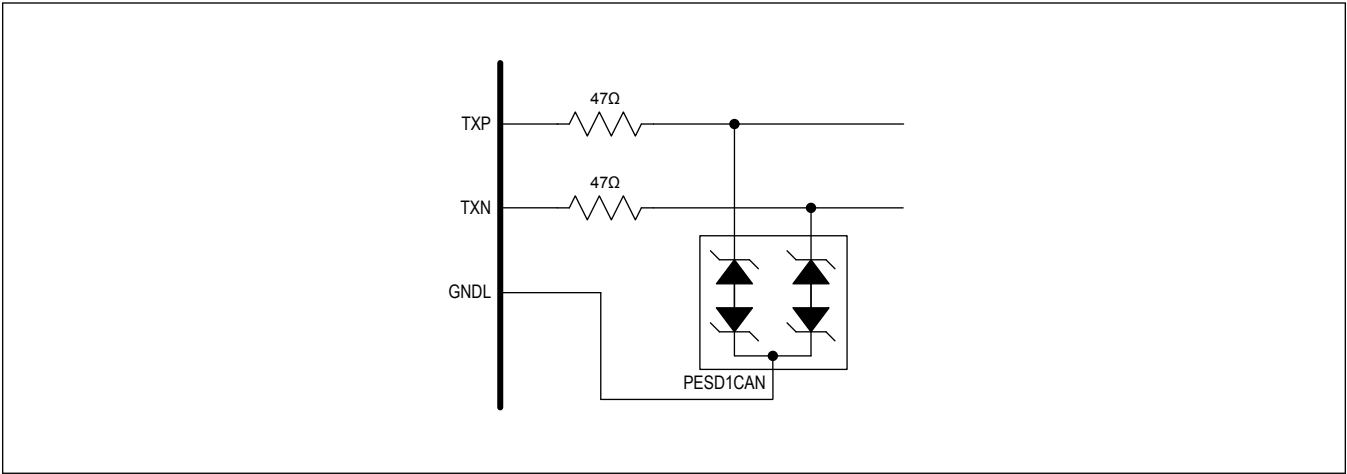 47Ω
TXP
47Ω
TXN
GNDL
PESD1CAN